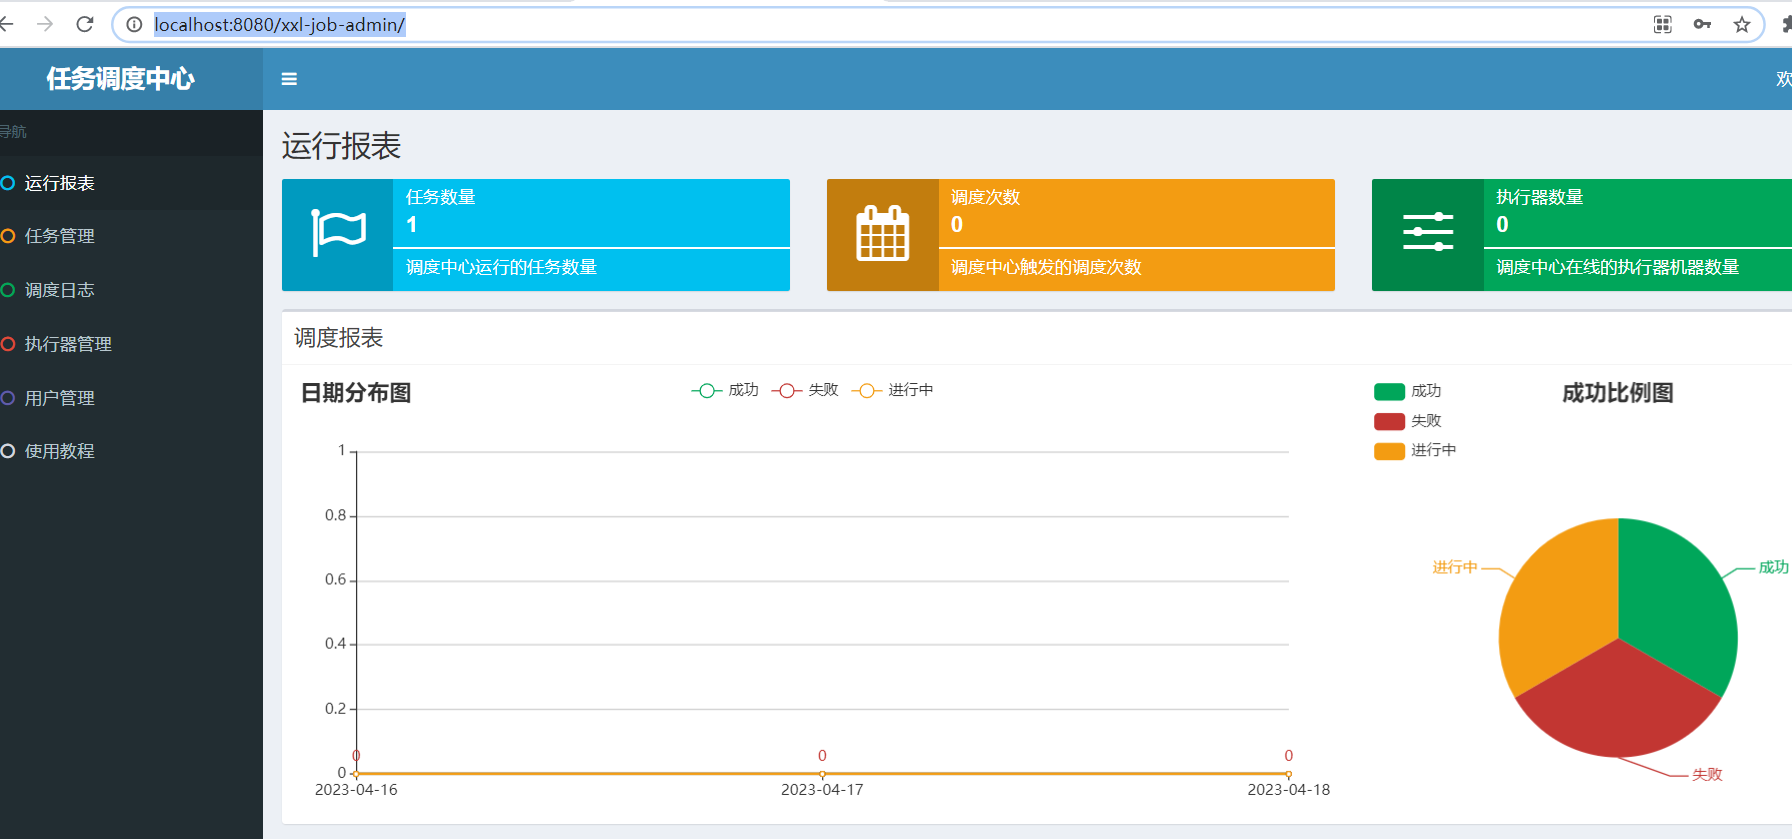 localhost:8080/xxl-job-admin/
任务调度中心
欢
导航
运行报表
任务管理
调度日志
执行器管理
用户管理
使用教程
运行报表
任务数量
1
调度中心运行的任务数量
调度次数
0
调度中心触发的调度次数
执行器数量
0
调度中心在线的执行器机器数量
调度报表
日期分布图
成功 失败 进行中
1
0.8
0.6
0.4
0.2
0
0 0 0
2023-04-16 2023-04-17 2023-04-18
成功比例图
成功
失败
进行中
进行中
成功
失败